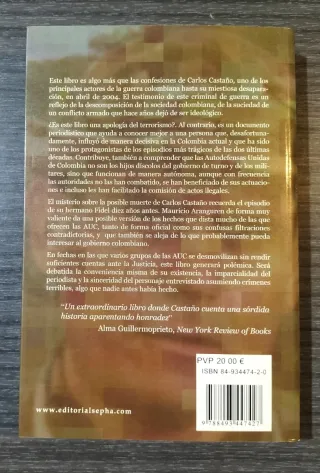 Este libro es algo más que las confesiones de Carlos Castaño, uno de los
principales actores de la guerra colombiana hasta su misteriosa desapa-
rición, en abril de 2004. El testimonio de este criminal de guerra es un
reflejo de la descomposición de la sociedad colombiana, de la suciedad de
un conflicto armado que hace años dejó de ser ideológico.
¿Es este libro una apología del terrorismo?. Al contrario, es un documento
periodístico que ayuda a conocer mejor a una persona que, desafortuna-
damente, influyó de manera decisiva en la Colombia actual y que ha
sido uno de los protagonistas de los episodios más trágicos de las dos últimas
décadas. Contribuye, también a comprender que las Autodefensas Unidas
de Colombia no son los hijos díscolos del gobierno de turno y de los mili-
tares, sino que funcionan de manera autónoma, aunque con frecuencia
las autoridades no las han combatido, se han beneficiado de sus actuacio-
nes e incluso les han facilitado la comisión de actos ilegales.
El misterio sobre la posible muerte de Carlos Castaño recuerda el episodio
de su hermano Fidel diez años antes. Mauricio Aranguren de forma muy
valiente da una posible versión de los hechos que dista mucho de las que
ofrecen las AUC, tanto de forma oficial como sus confusas filtraciones
contradictorias, y que también se aleja de lo que probablemente pueda
interesar al gobierno colombiano.
En fechas en las que varios grupos de las AUC se desmovilizan sin rendir
suficientes cuentas ante la Justicia, este libro generará polémica. Será
debatida la conveniencia misma de su existencia, la imparcialidad del
periodista y la sinceridad del personaje entrevistado asumiendo crímenes
terribles, algo que nadie antes había hecho.
"Un extraordinario libro donde Castaño cuenta una sórdida
historia aparentando honradez"
Alma Guillermoprieto, New York Review of Books
PVP 20.00 €
ISBN 84-934474-2-0
9 788493 447427
www.editorialsepha.com